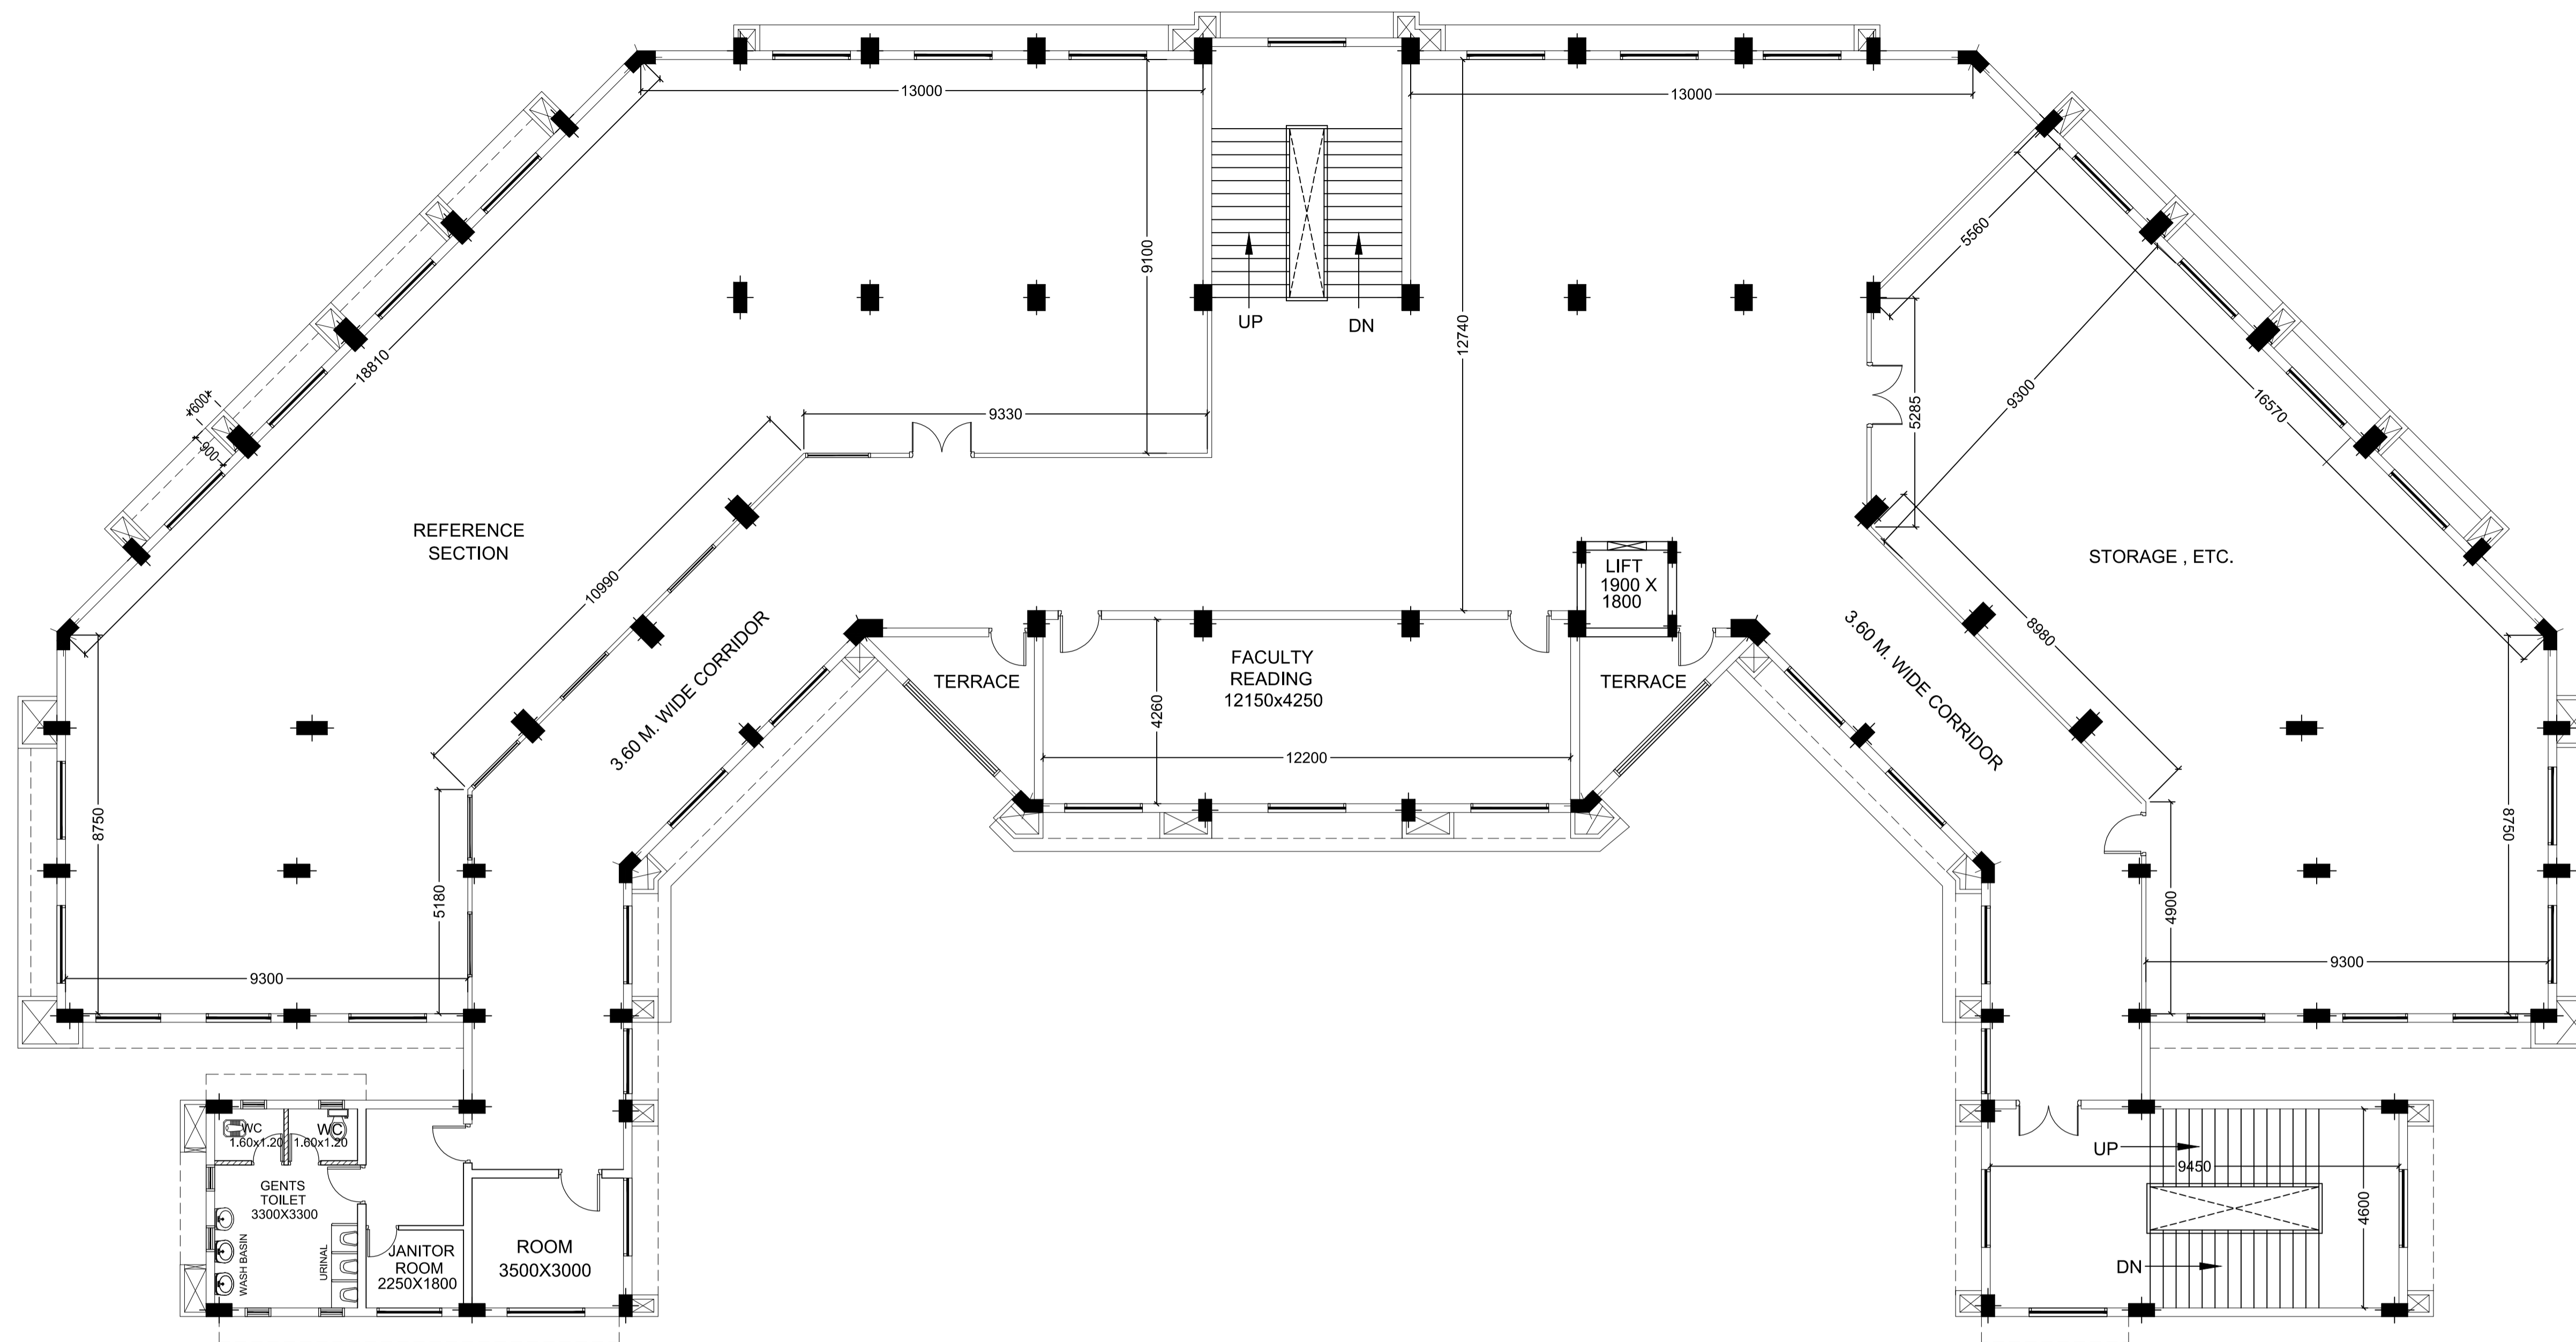 13000
13000
5560
9100
UP
DN
12740
18810
9300
16570
600
900
9330
5285
REFERENCE
SECTION
10990
STORAGE , ETC.
LIFT
1900 X
1800
3.60 M. WIDE CORRIDOR
3.60 M. WIDE CORRIDOR
8980
TERRACE
FACULTY
READING
12150x4250
TERRACE
4260
12200
8750
8750
5180
4900
9300
9300
WC
1.60x1.20
WC
1.60x1.20
UP
9450
GENTS
TOILET
3300X3300
4600
WASH BASIN
URINAL
JANITOR
ROOM
2250X1800
ROOM
3500X3000
DN